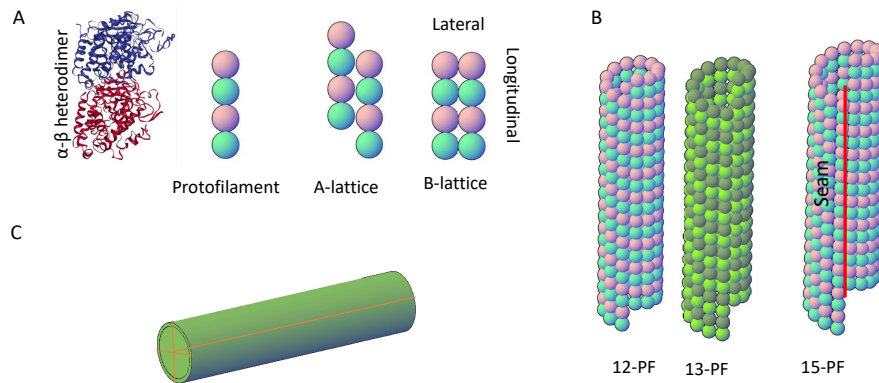 A
α-β heterodimer
Protofilament
A-lattice
Lateral
B-lattice
Longitudinal
B
Seam
12-PF
13-PF
15-PF
C